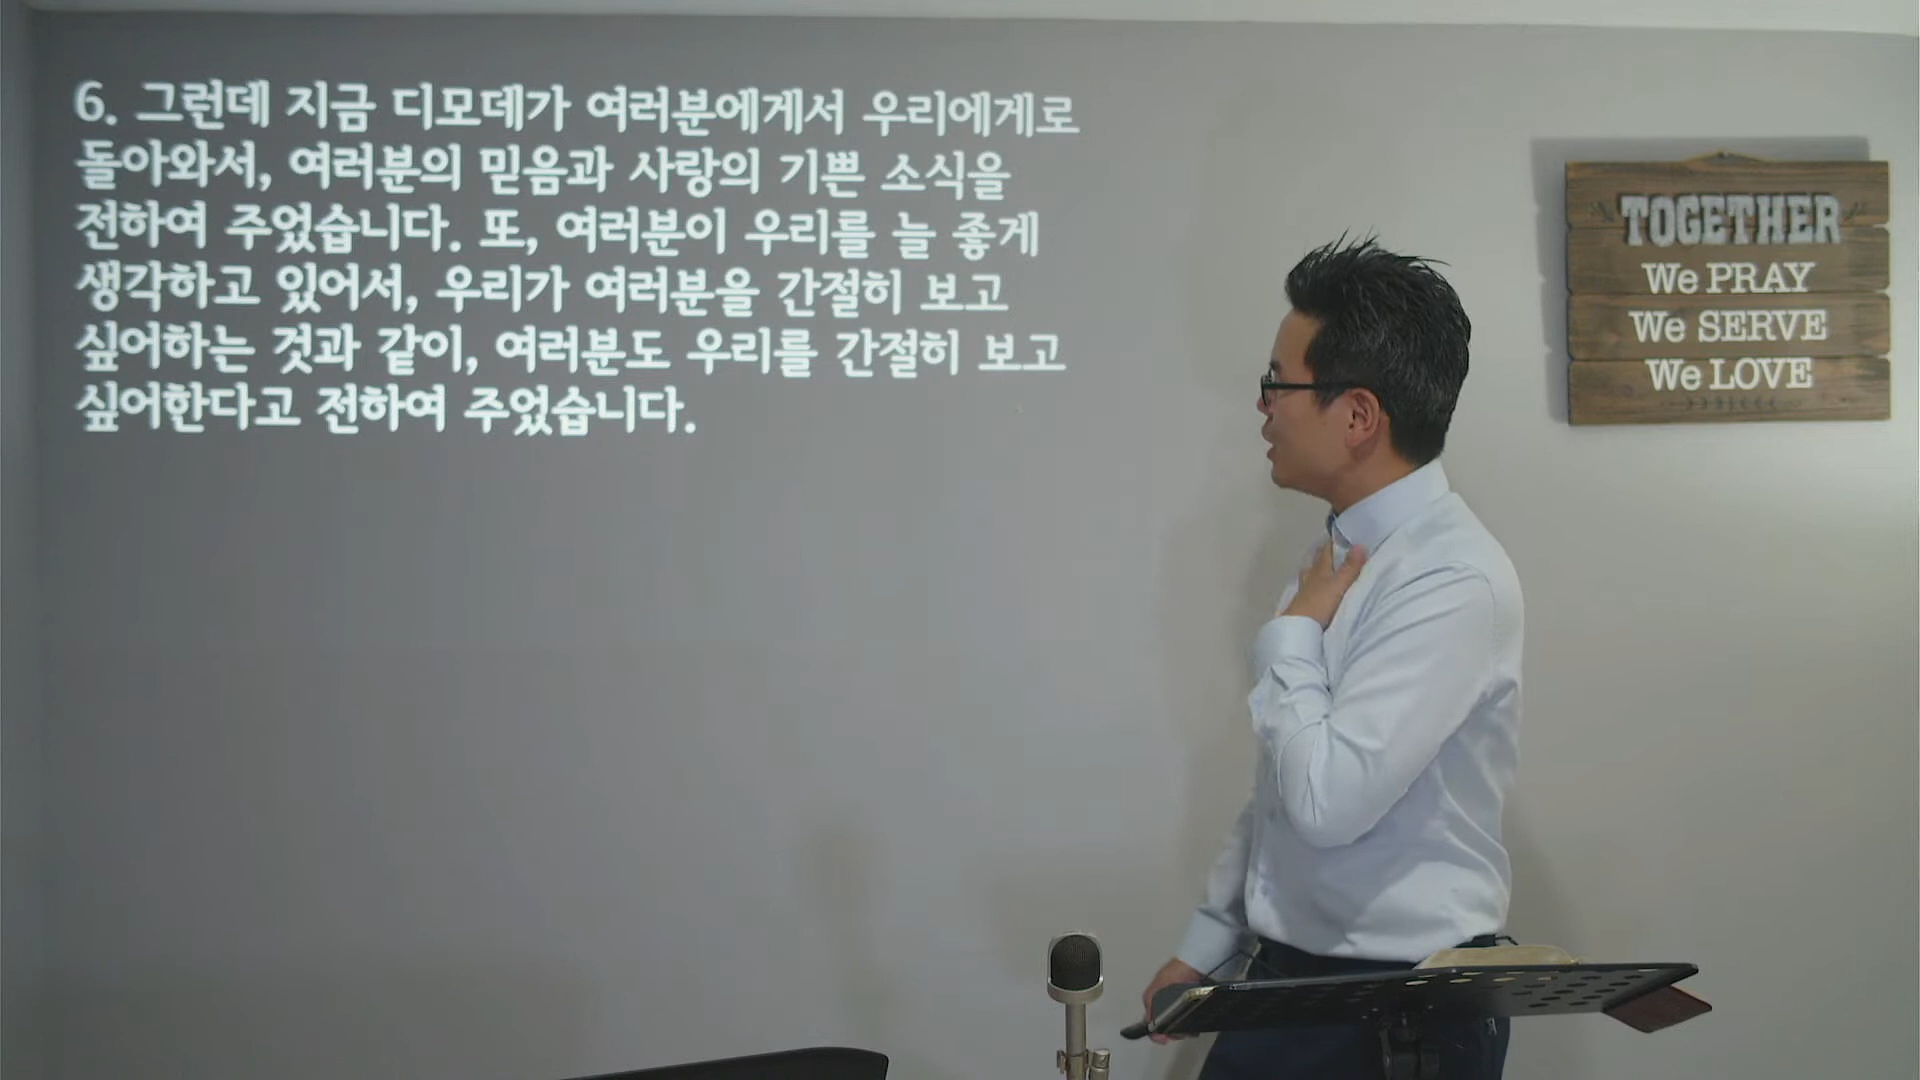 6. 그런데 지금 디모데가 여러분에게서 우리에게로
돌아와서, 여러분의 믿음과 사랑의 기쁜 소식을
전하여 주었습니다. 또, 여러분이 우리를 늘 좋게
생각하고 있어서, 우리가 여러분을 간절히 보고
싶어하는 것과 같이, 여러분도 우리를 간절히 보고
싶어한다고 전하여 주었습니다.
TOGETHER
We PRAY
We SERVE
We LOVE